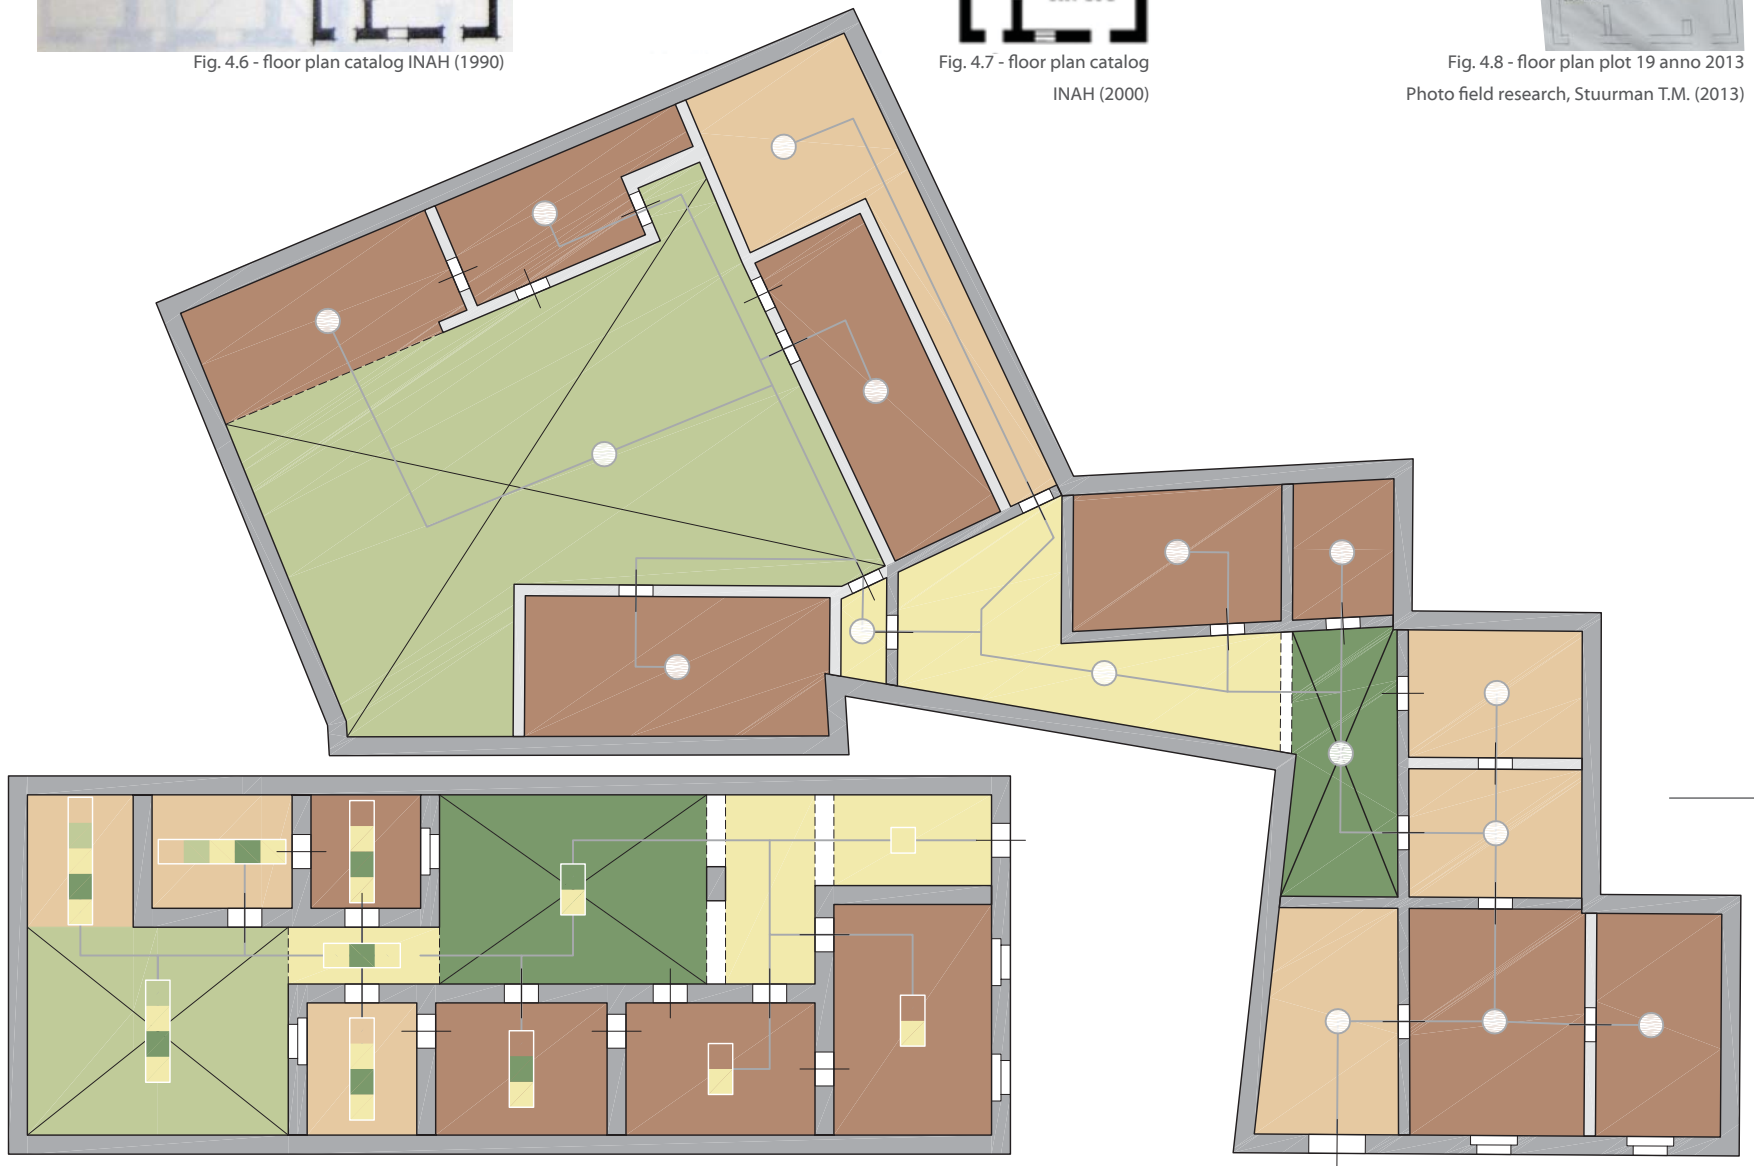 Fig. 4.6 - floor plan catalog INAH (1990)
Fig. 4.7 - floor plan catalog
INAH (2000)
Fig. 4.8 - floor plan plot 19 anno 2013
Photo field research, Stuurman T.M. (2013)